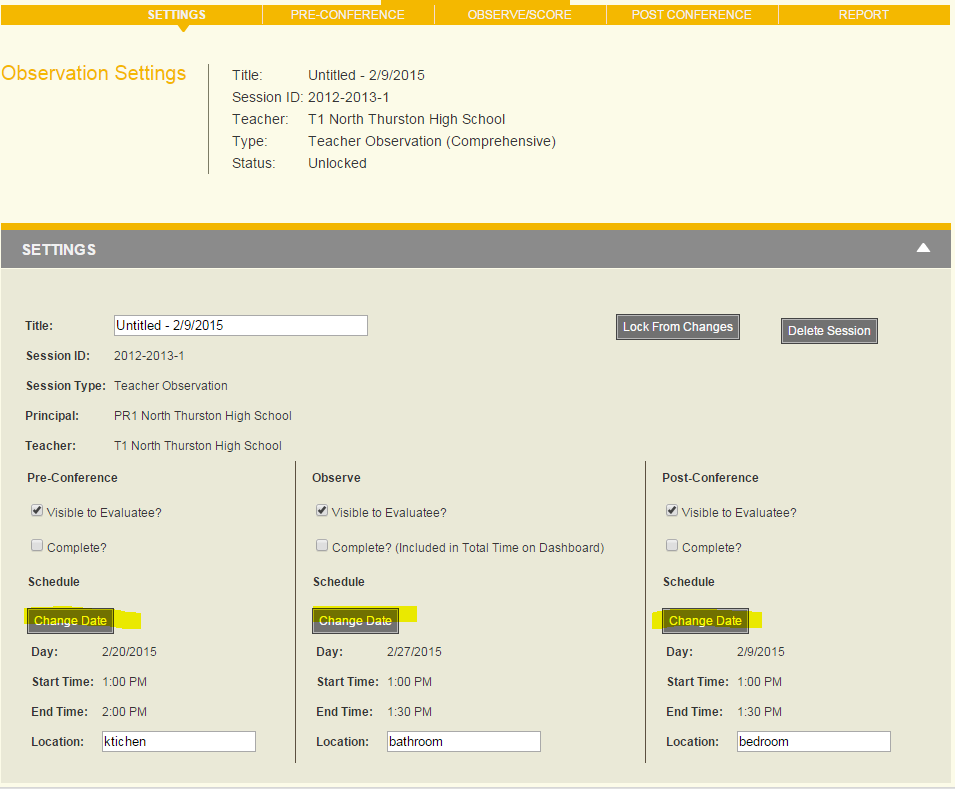 SETTINGS PRE-CONFERENCE OBSERVE/SCORE POST CONFERENCE REPORT
Observation Settings
Title: Untitled - 2/9/2015
Session ID: 2012-2013-1
Teacher: T1 North Thurston High School
Type: Teacher Observation (Comprehensive)
Status: Unlocked
SETTINGS
Title: Untitled - 2/9/2015
Lock From Changes Delete Session
Session ID: 2012-2013-1
Session Type: Teacher Observation
Principal: PR1 North Thurston High School
Teacher: T1 North Thurston High School
Pre-Conference
Visible to Evaluatee?
Complete?
Schedule
Change Date
Day: 2/20/2015
Start Time: 1:00 PM
End Time: 2:00 PM
Location: ktichen
Observe
Visible to Evaluatee?
Complete? (Included in Total Time on Dashboard)
Schedule
Change Date
Day: 2/27/2015
Start Time: 1:00 PM
End Time: 1:30 PM
Location: bathroom
Post-Conference
Visible to Evaluatee?
Complete?
Schedule
Change Date
Day: 2/9/2015
Start Time: 1:00 PM
End Time: 1:30 PM
Location: bedroom